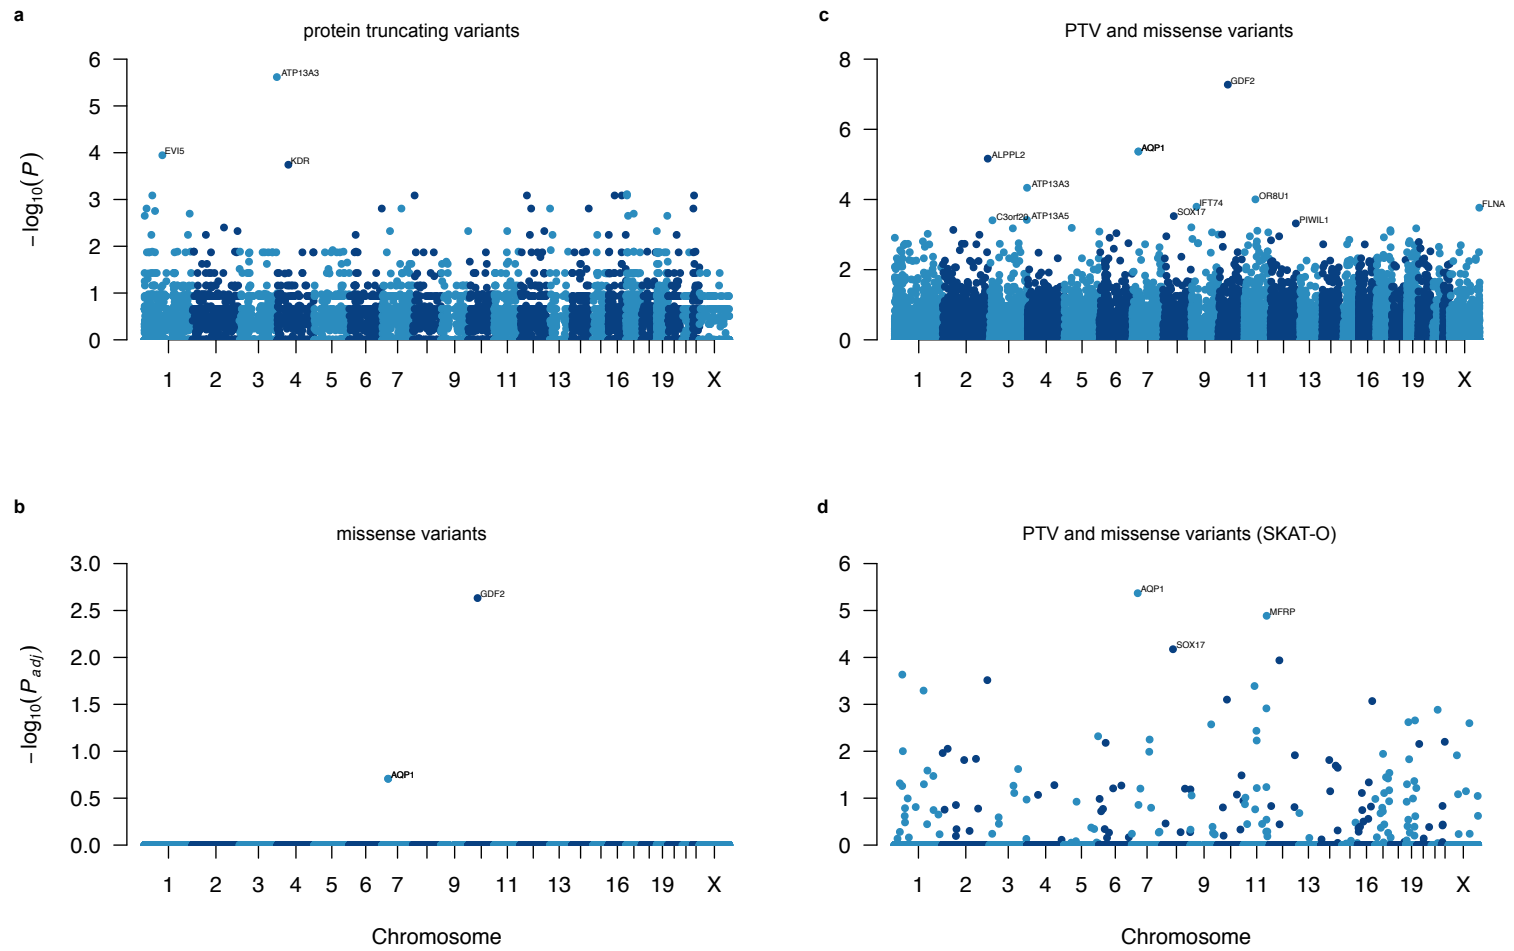 a
protein truncating variants
6
5
4
3
2
1
0
−log10(P)
ATP13A3
EVI5
KDR
1 2 3 4 5 6 7 9 11 13 16 19 X
c
PTV and missense variants
8
6
4
2
0
GDF2
AQP1
ALPPL2
ATP13A3
OR8U1
IFT74
FLNA
SOX17
C3orf20 ATP13A5
PIWIL1
1 2 3 4 5 6 7 9 11 13 16 19 X
b
missense variants
3.0
2.5
2.0
1.5
1.0
0.5
0.0
−log10(Padj)
GDF2
AQP1
1 2 3 4 5 6 7 9 11 13 16 19 X
Chromosome
d
PTV and missense variants (SKAT-O)
6
5
4
3
2
1
0
AQP1
MFRP
SOX17
1 2 3 4 5 6 7 9 11 13 16 19 X
Chromosome